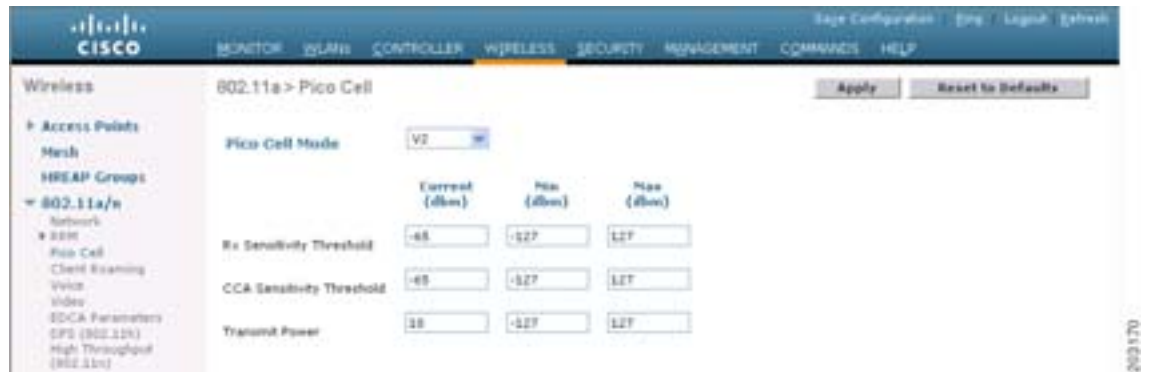 Save Configuration Ping Logout Refresh
CISCO
MONITOR WLANs CONTROLLER WIRELESS SECURITY MANAGEMENT COMMANDS HELP
Wireless
802.11a > Pico Cell
Apply
Reset to Defaults
Access Points
Mesh
HREAP Groups
802.11a/n
Network
RRM
Pico Cell
Client Roaming
Voice
Video
EDCA Parameters
DFS (802.11h)
High Throughput
(802.11n)
Pico Cell Mode
V2
Current (dbm) Min (dbm) Max (dbm)
Rx Sensitivity Threshold -65 -127 127
CCA Sensitivity Threshold -65 -127 127
Transmit Power 10 -127 127
203170